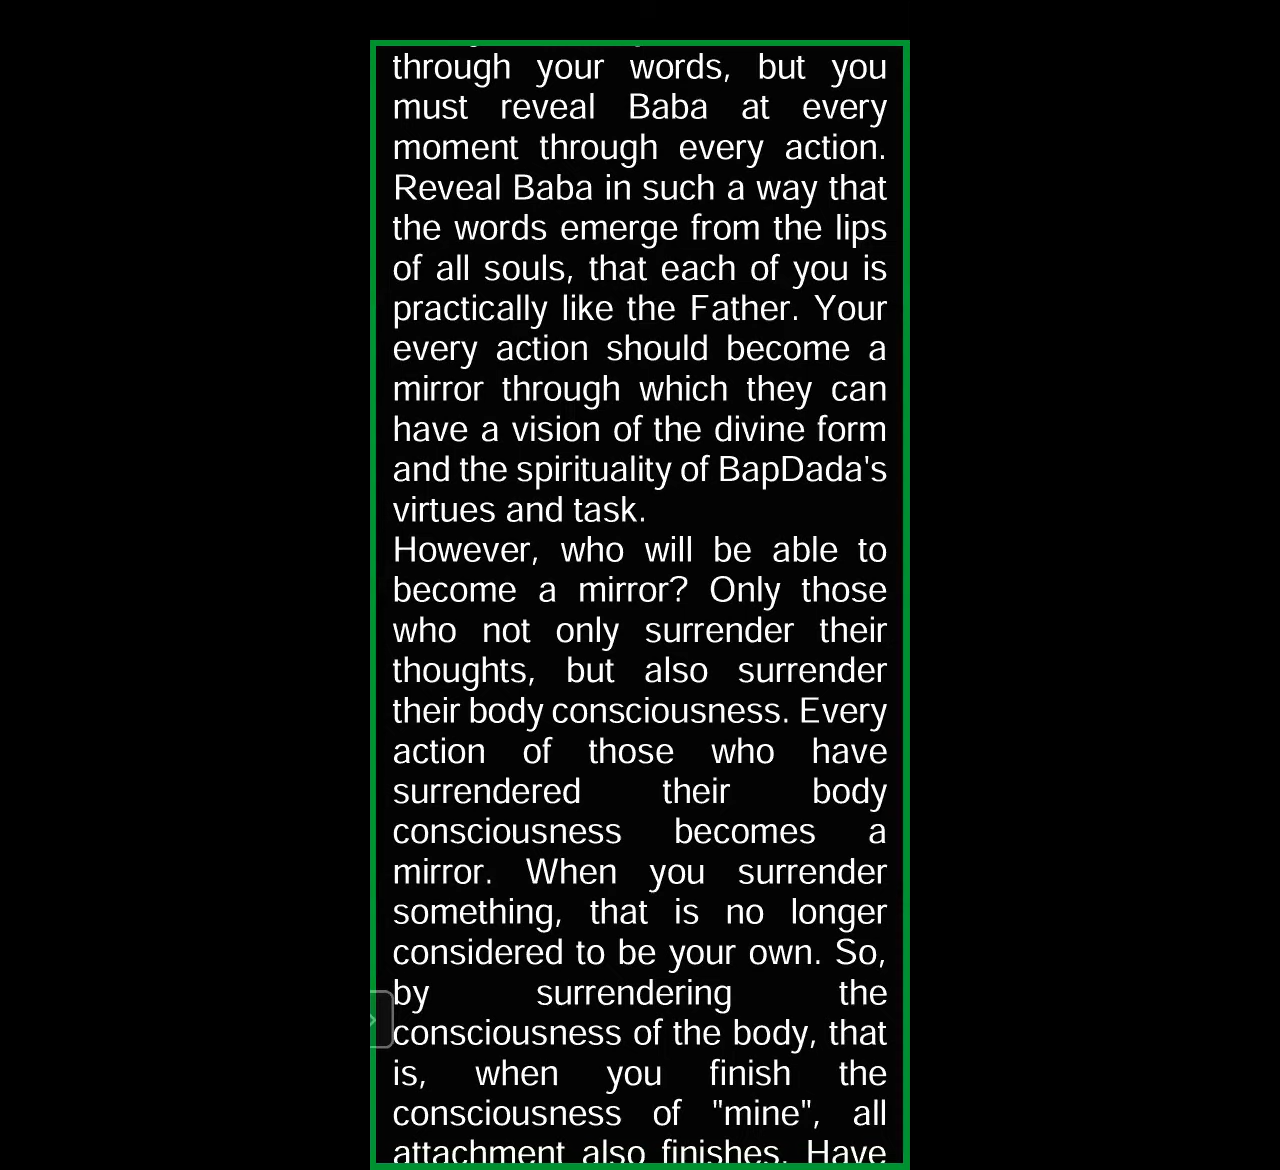 through your words, but you
must reveal Baba at every
moment through every action.
Reveal Baba in such a way that
the words emerge from the lips
of all souls, that each of you is
practically like the Father. Your
every action should become a
mirror through which they can
have a vision of the divine form
and the spirituality of BapDada's
virtues and task.
However, who will be able to
become a mirror? Only those
who not only surrender their
thoughts, but also surrender
their body consciousness. Every
action of those who have
surrendered their body
consciousness becomes a
mirror. When you surrender
something, that is no longer
considered to be your own. So,
by surrendering the
consciousness of the body, that
is, when you finish the
consciousness of "mine", all
attachment also finishes. Have